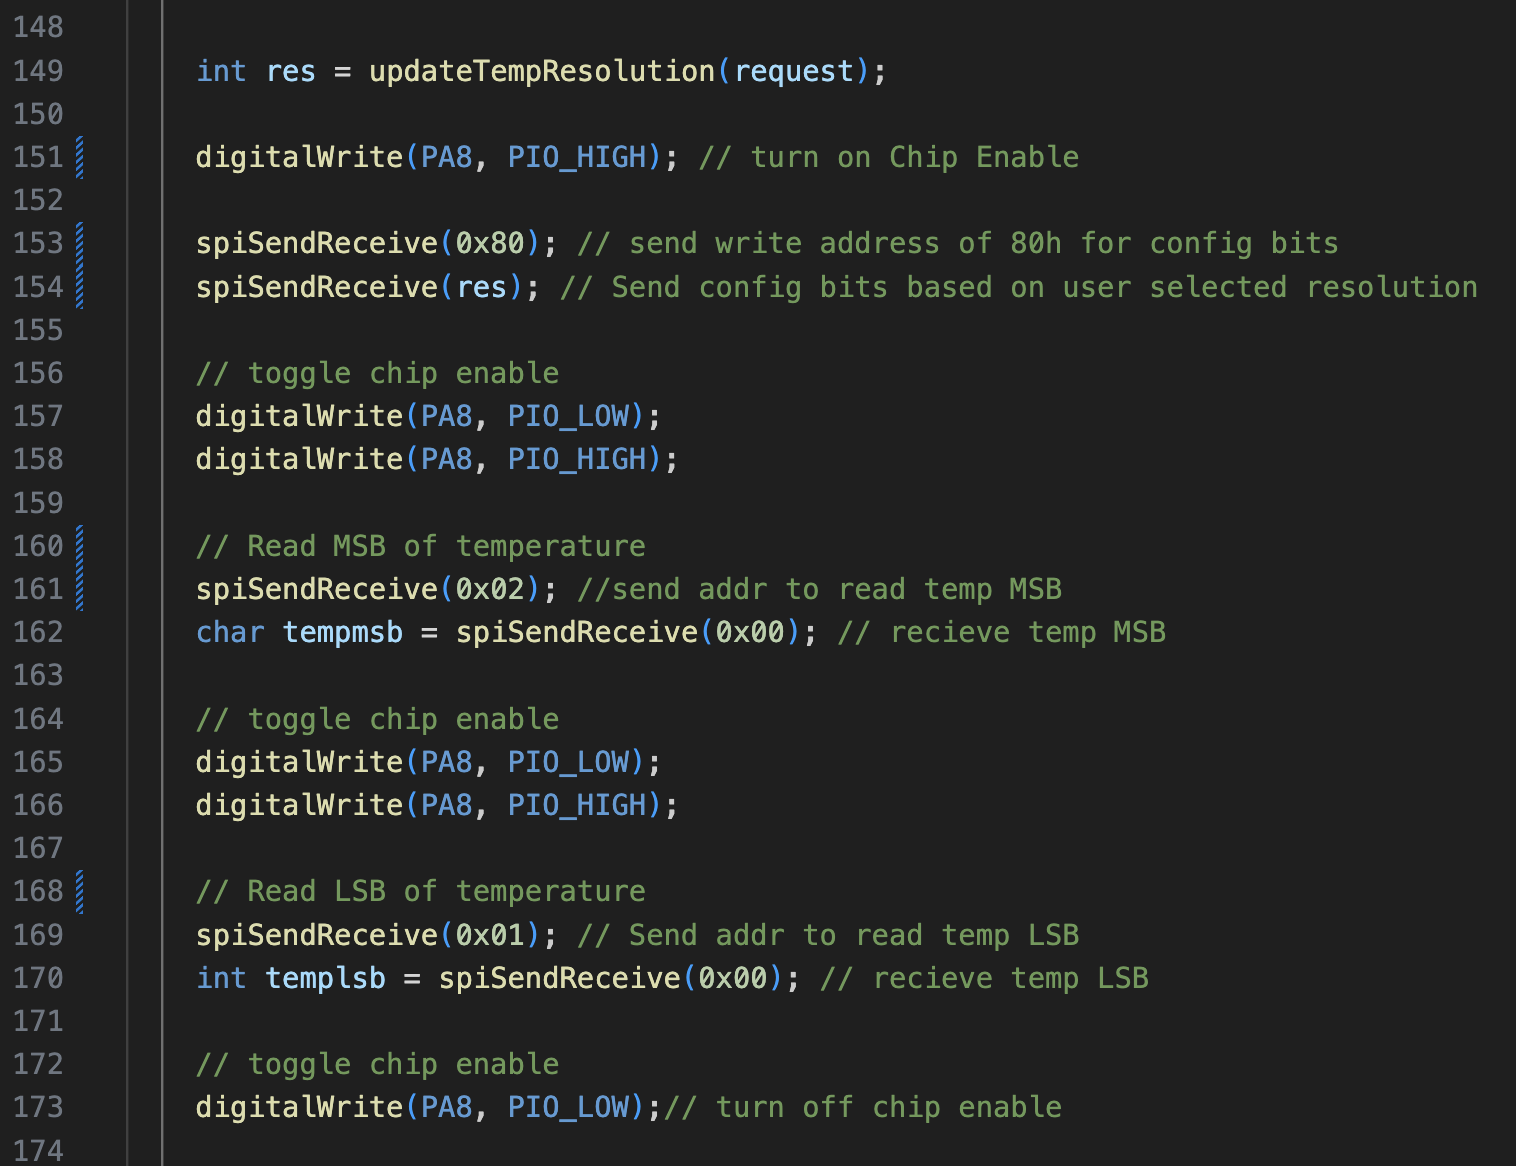 148
149 int res = updateTempResolution(request);
150
151 digitalWrite(PA8, PIO_HIGH); // turn on Chip Enable
152
153 spiSendReceive(0x80); // send write address of 80h for config bits
154 spiSendReceive(res); // Send config bits based on user selected resolution
155
156 // toggle chip enable
157 digitalWrite(PA8, PIO_LOW);
158 digitalWrite(PA8, PIO_HIGH);
159
160 // Read MSB of temperature
161 spiSendReceive(0x02); //send addr to read temp MSB
162 char tempmsb = spiSendReceive(0x00); // recieve temp MSB
163
164 // toggle chip enable
165 digitalWrite(PA8, PIO_LOW);
166 digitalWrite(PA8, PIO_HIGH);
167
168 // Read LSB of temperature
169 spiSendReceive(0x01); // Send addr to read temp LSB
170 int templsb = spiSendReceive(0x00); // recieve temp LSB
171
172 // toggle chip enable
173 digitalWrite(PA8, PIO_LOW);// turn off chip enable
174